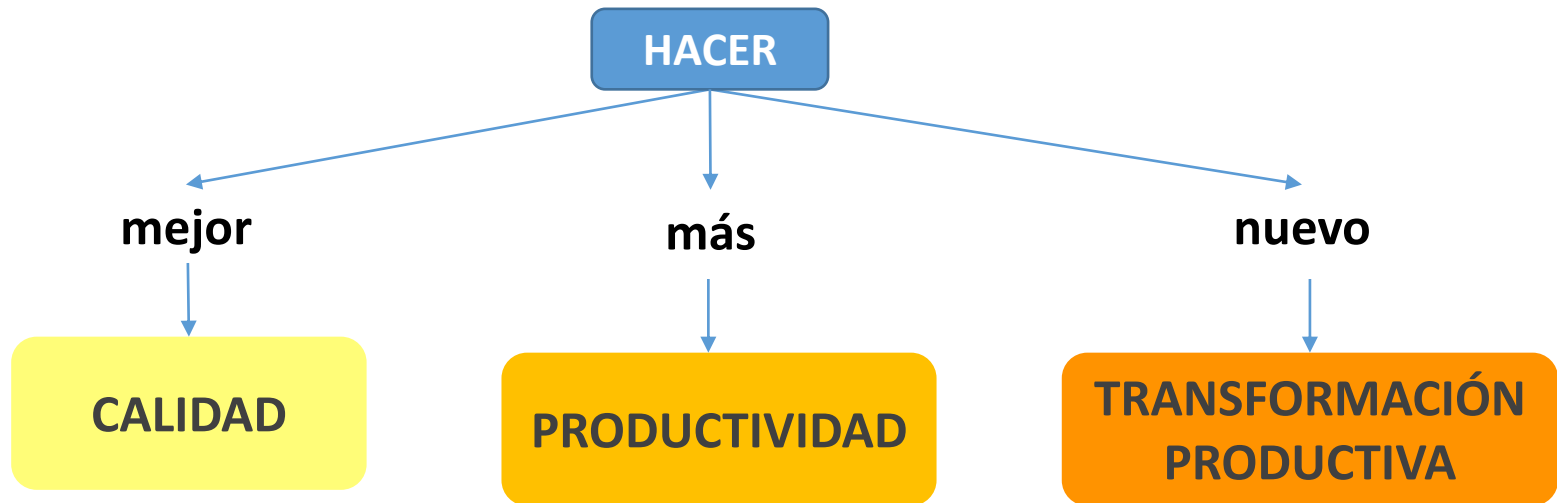 HACER
mejor
más
nuevo
CALIDAD
PRODUCTIVIDAD
TRANSFORMACIÓN
PRODUCTIVA